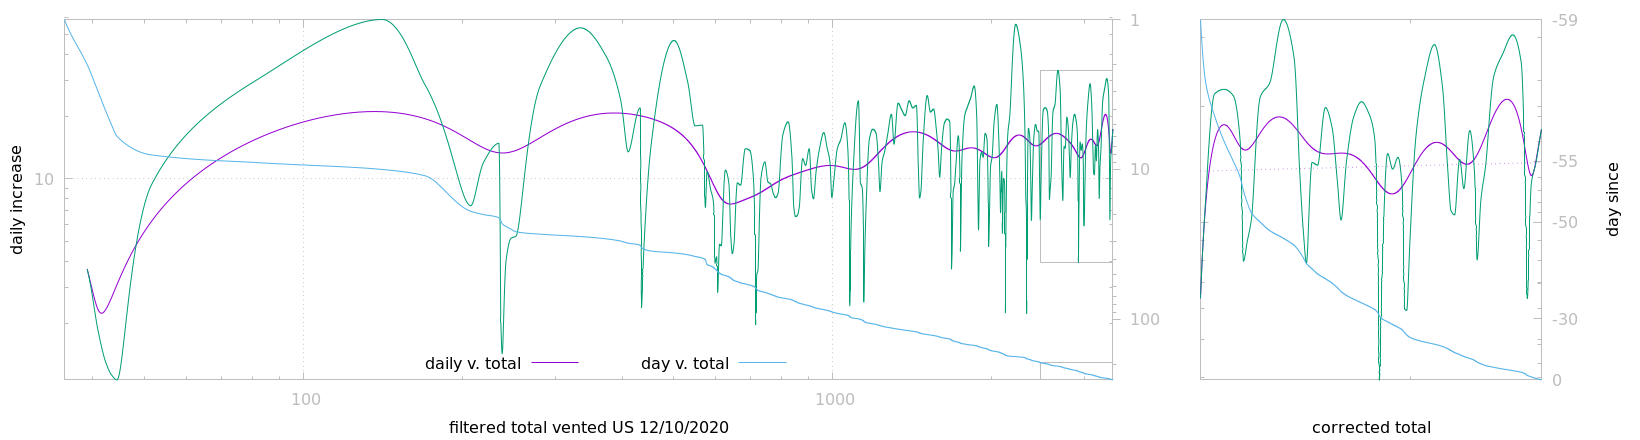 1
-59
10
10
-55
-50
100
-30
0
daily increase
day since
daily v. total
day v. total
100
1000
filtered total vented US 12/10/2020
corrected total